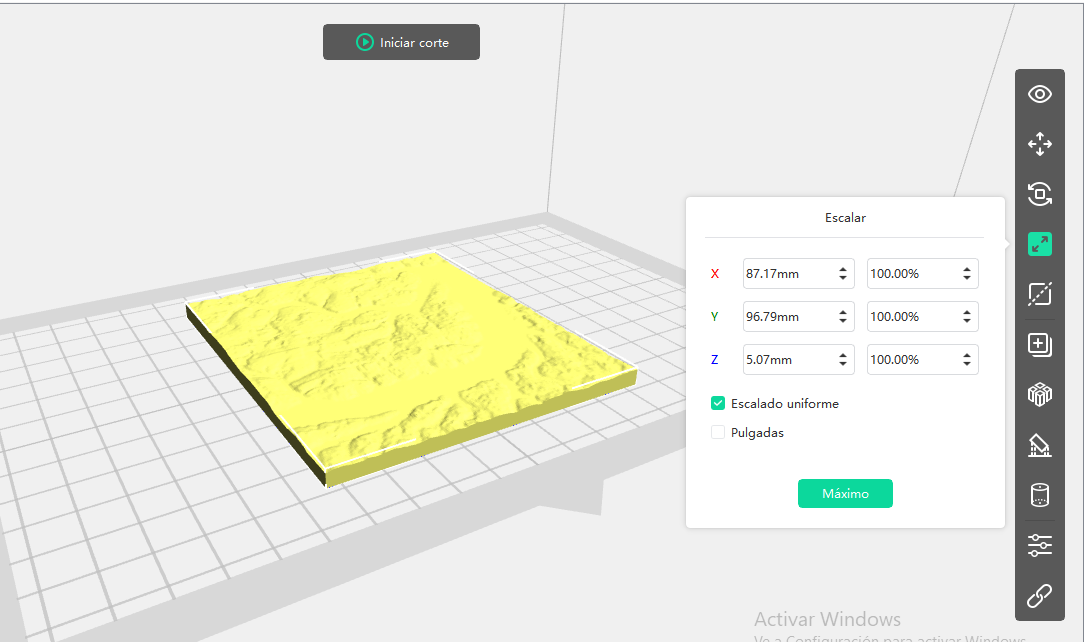 Iniciar corte
Escalar
X 87.17mm 100.00%
Y 96.79mm 100.00%
Z 5.07mm 100.00%
Escalado uniforme
Pulgadas
Máximo
Activar Windows
Ve a Configuración para activar Windows